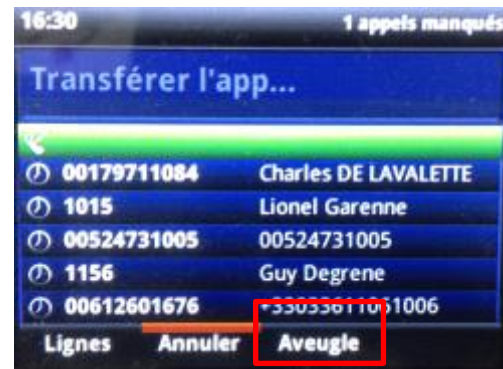 16:30 1 appels manqués
Transférer l'app...
00179711084 Charles DE LAVALETTE
1015 Lionel Garenne
00524731005 00524731005
1156 Guy Degrene
00612601676 +33033611061006
Lignes Annuler Aveugle